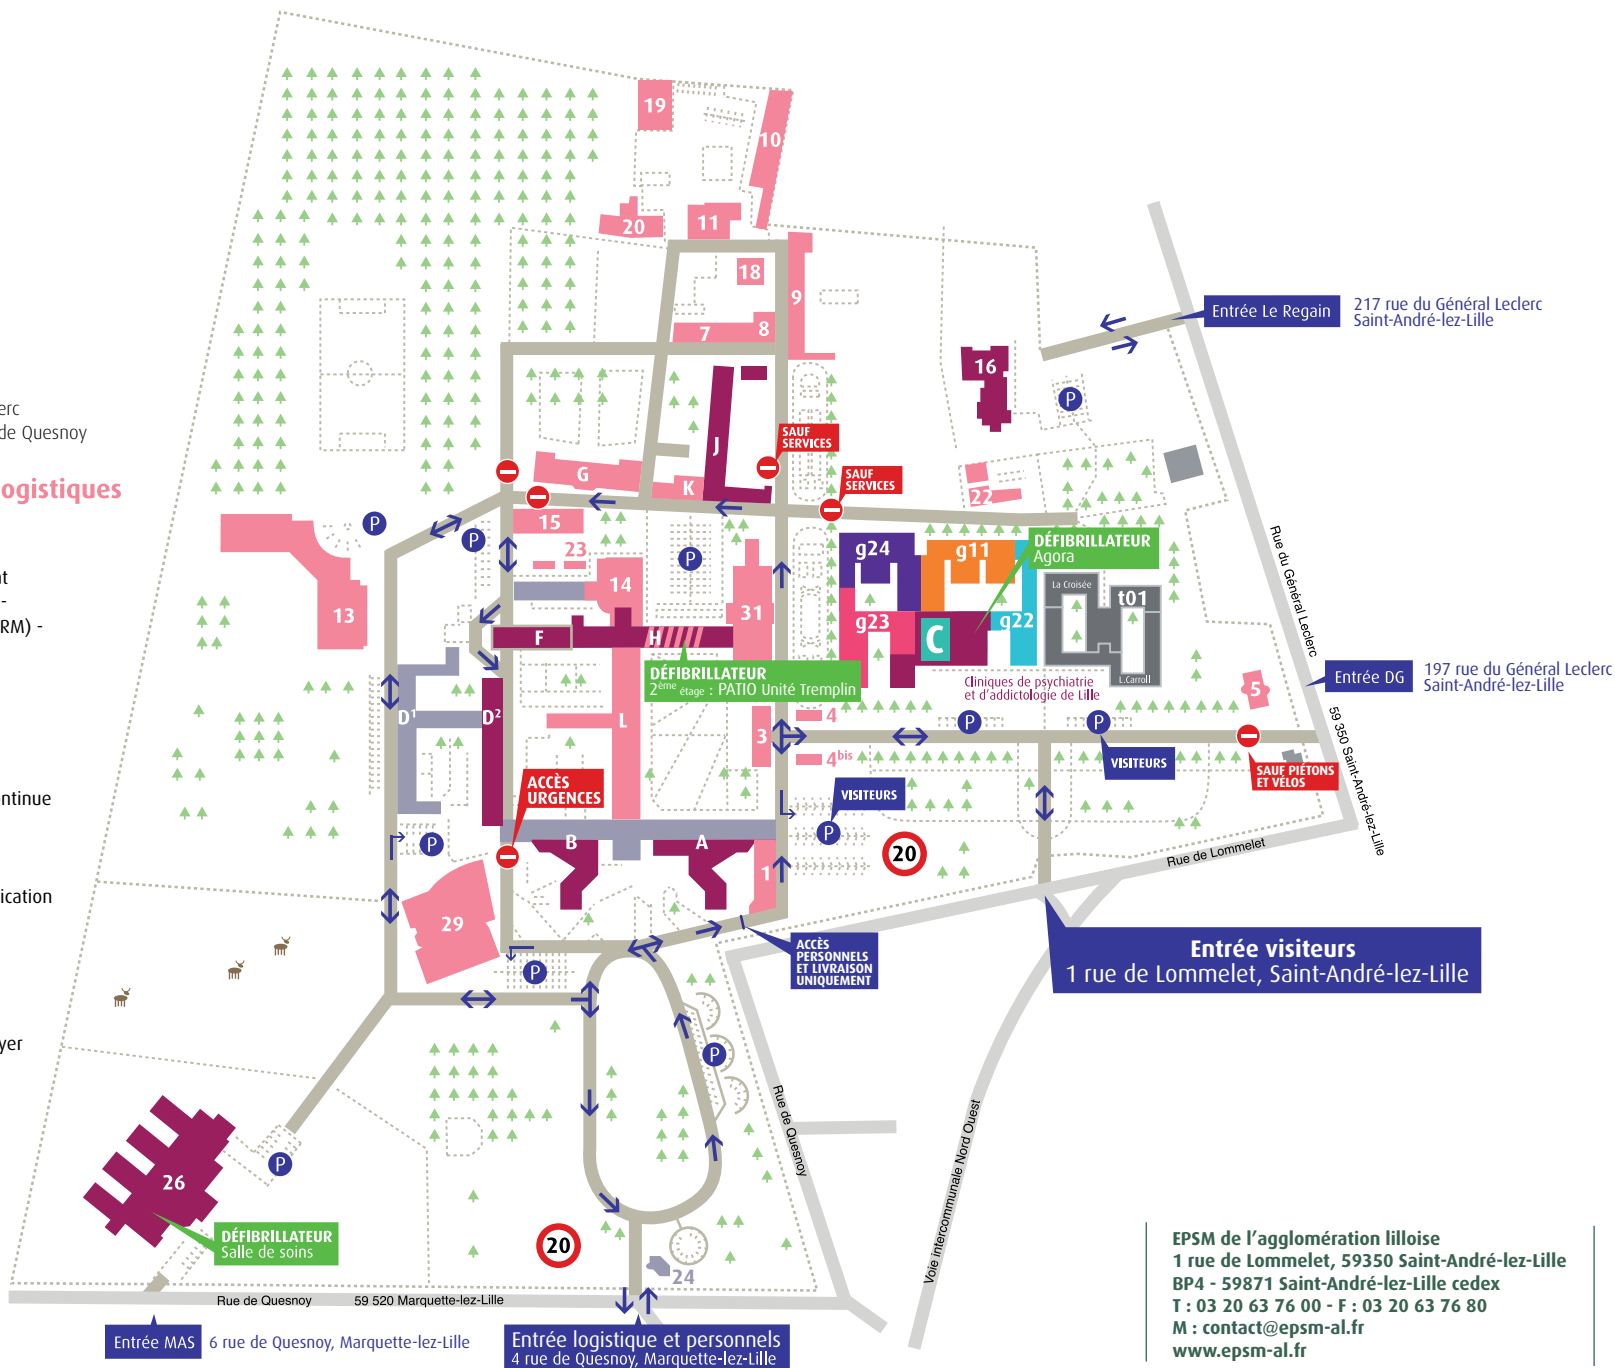 19
10
20
11
18
9
7
8
Entrée Le Regain
217 rue du Général Leclerc
Saint-André-lez-Lille
16
P
erc
de Quesnoy
J
SAUF
SERVICES
G
K
SAUF
SERVICES
ogistiques
22
P
15
P
23
P
g24
g11
DÉFIBRILLATEUR
Agora
Rue du Général Leclerc
nt
-
RM) -
13
14
31
La Croisée
t01
F
H
g23
C
g22
DÉFIBRILLATEUR
2ème étage : PATIO Unité Tremplin
L.Carroll
Cliniques de psychiatrie
et d'addictologie de Lille
5
Entrée DG
197 rue du Général Leclerc
Saint-André-lez-Lille
D1
D2
L
3
4
P
P
4bis
VISITEURS
SAUF PIÉTONS
ET VÉLOS
59 350 Saint-André-lez-Lille
ACCÈS
URGENCES
VISITEURS
ontinue
P
B
A
P
20
Rue de Lommelet
1
ication
29
P
ACCÈS
PERSONNELS
ET LIVRAISON
UNIQUEMENT
Entrée visiteurs
1 rue de Lommelet, Saint-André-lez-Lille
yer
P
Rue de Quesnoy
Voie intercommunale Nord Ouest
26
P
DÉFIBRILLATEUR
Salle de soins
20
24
Rue de Quesnoy
59 520 Marquette-lez-Lille
Entrée MAS
6 rue de Quesnoy, Marquette-lez-Lille
Entrée logistique et personnels
4 rue de Quesnoy, Marquette-lez-Lille
EPSM de l'agglomération lilloise
1 rue de Lommelet, 59350 Saint-André-lez-Lille
BP4 - 59871 Saint-André-lez-Lille cedex
T : 03 20 63 76 00 - F : 03 20 63 76 80
M : contact@epsm-al.fr
www.epsm-al.fr